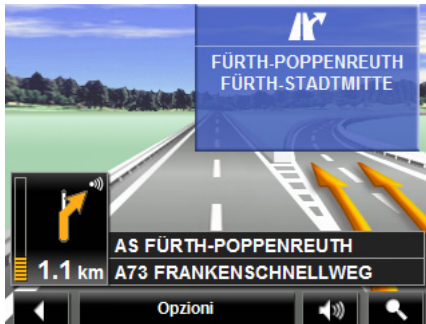 FÜRTH-POPPENREUTH
FÜRTH-STADTMITTE
AS FÜRTH-POPPENREUTH
1.1 km
A73 FRANKENSCHNELLWEG
Opzioni